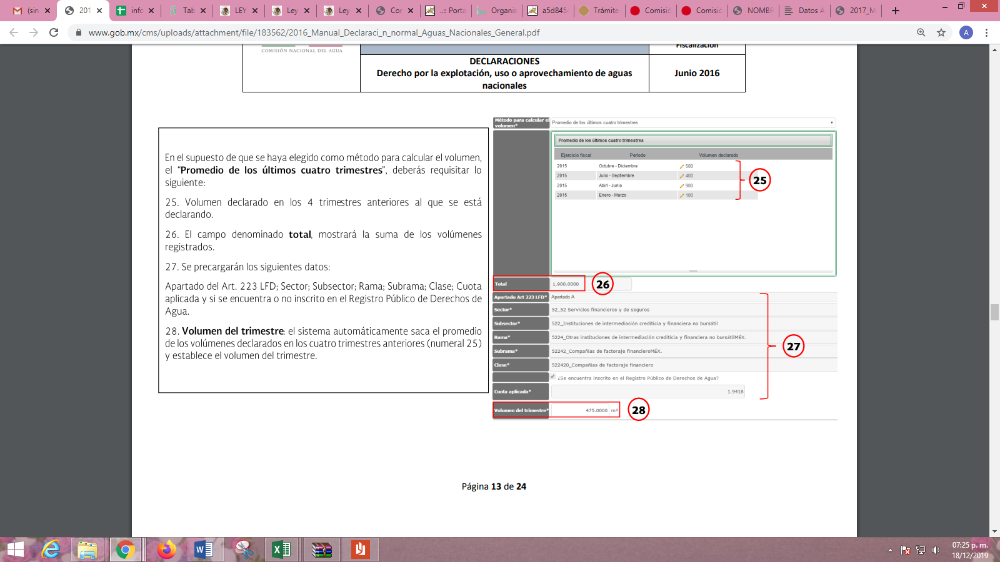 (sin
201
info
Tab
LEY
Ley
Ley
Cor
..:: Porta
Organis
a5d845
Trámite
Comisió
Comisió
NOMBR
Datos A
2017_M
www.gob.mx/cms/uploads/attachment/file/183562/2016_Manual_Declaraci_n_normal_Aguas_Nacionales_General.pdf
A
COMISIÓN NACIONAL DEL AGUA
Fiscalización
DECLARACIONES
Derecho por la explotación, uso o aprovechamiento de aguas
nacionales
Junio 2016
En el supuesto de que se haya elegido como método para calcular el volumen,
el “Promedio de los últimos cuatro trimestres”, deberás requisitar lo
siguiente:
25. Volumen declarado en los 4 trimestres anteriores al que se está
declarando.
26. El campo denominado total, mostrará la suma de los volúmenes
registrados.
27. Se precargarán los siguientes datos:
Apartado del Art. 223 LFD; Sector; Subsector; Rama; Subrama; Clase; Cuota
aplicada y si se encuentra o no inscrito en el Registro Público de Derechos de
Agua.
28. Volumen del trimestre: el sistema automáticamente saca el promedio
de los volúmenes declarados en los cuatro trimestres anteriores (numeral 25)
y establece el volumen del trimestre.
Método para calcular el
volumen*
Promedio de los últimos cuatro trimestres
Promedio de los últimos cuatro trimestres
Ejercicio fiscal Periodo Volumen declarado
2015 Octubre - Diciembre 500
2015 Julio - Septiembre 400
2015 Abril - Junio 900
2015 Enero - Marzo 100
25
Total 1,900.0000
26
Apartado Art 223 LFD* Apartado A
Sector* 52_52 Servicios financieros y de seguros
Subsector* 522_Instituciones de intermediación crediticia y financiera no bursátil
Rama* 5224_Otras instituciones de intermediación crediticia y financiera no bursátilMÉX.
Subrama* 52242_Compañías de factoraje financieroMÉX.
Clase* 522420_Compañías de factoraje financiero
¿Se encuentra inscrito en el Registro Público de Derechos de Agua?
Cuota aplicada* 1.9418
27
Volumen del trimestre* 475.0000 m³
28
Página 13 de 24
07:25 p. m.
18/12/2019